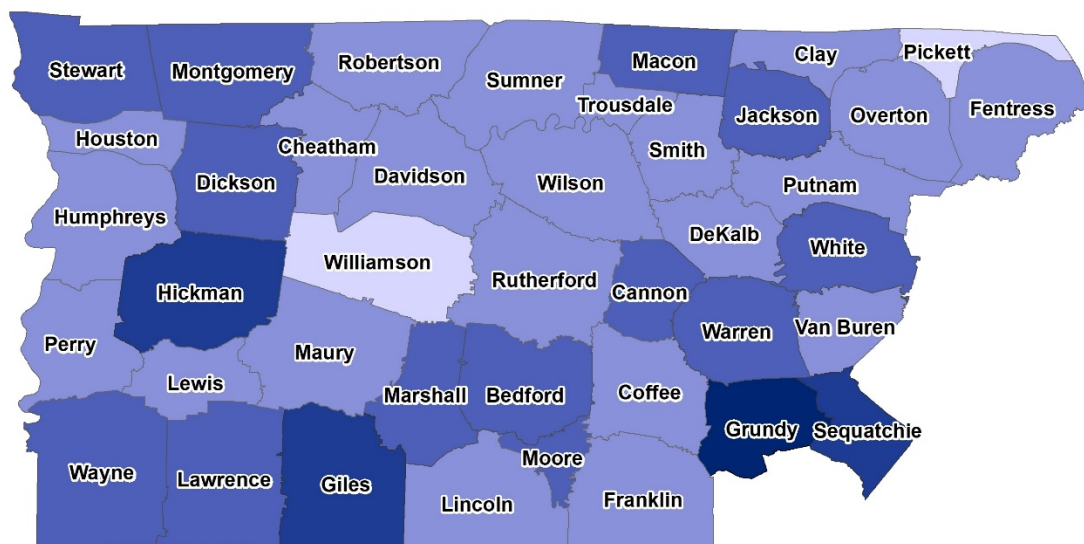 Stewart
Montgomery
Robertson
Sumner
Macon
Clay
Pickett
Trousdale
Jackson
Overton
Fentress
Houston
Cheatham
Smith
Dickson
Davidson
Wilson
Putnam
Humphreys
DeKalb
White
Williamson
Rutherford
Hickman
Cannon
Warren
Van Buren
Perry
Maury
Lewis
Marshall
Bedford
Coffee
Grundy
Sequatchie
Moore
Wayne
Lawrence
Giles
Lincoln
Franklin